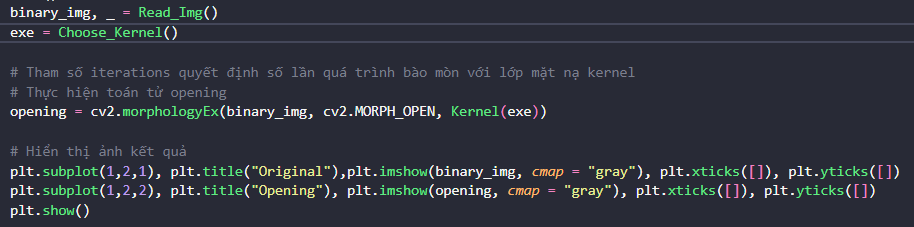 binary_img, _ = Read_Img()
exe = Choose_Kernel()
# Tham số iterations quyết định số lần quá trình bào mòn với lớp mặt nạ kernel
# Thực hiện toán tử opening
opening = cv2.morphologyEx(binary_img, cv2.MORPH_OPEN, Kernel(exe))
# Hiển thị ảnh kết quả
plt.subplot(1,2,1), plt.title("Original"),plt.imshow(binary_img, cmap = "gray"), plt.xticks([]), plt.yticks([])
plt.subplot(1,2,2), plt.title("Opening"), plt.imshow(opening, cmap = "gray"), plt.xticks([]), plt.yticks([])
plt.show()